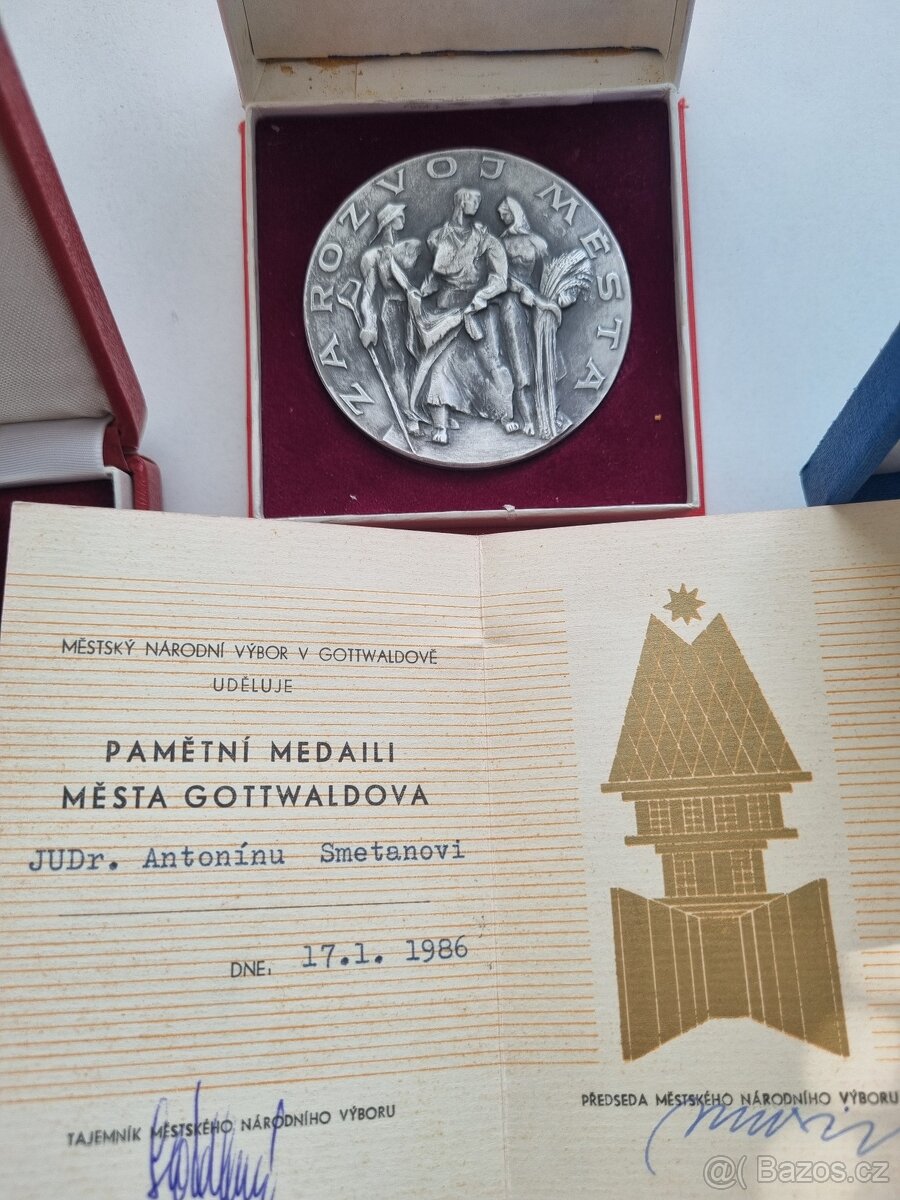 ZA ROZVOJ MĚSTA
MĚSTSKÝ NÁRODNÍ VÝBOR V GOTTWALDOVĚ
UDĚLUJE
PAMĚTNÍ MEDAILI
MĚSTA GOTTWALDOVA
JUDr. Antonínu Smetanovi
DNE: 17.1. 1986
TAJEMNÍK MĚSTSKÉHO NÁRODNÍHO VÝBORU
PŘEDSEDA MĚSTSKÉHO NÁRODNÍHO VÝBORU
@( Bazos.cz